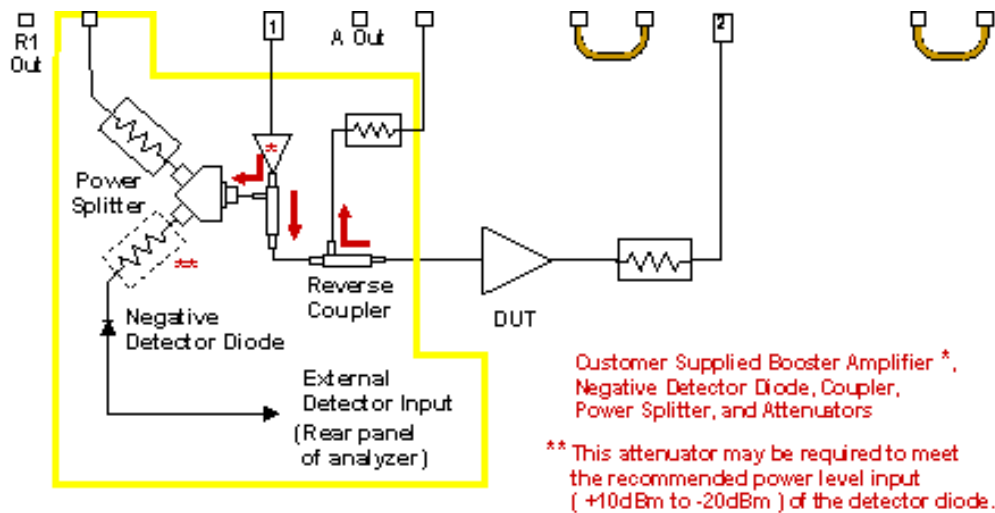 R1
Out
1
A Out
2
*
Power
Splitter
**
Reverse
Coupler
DUT
Negative
Detector Diode
External
Detector Input
(Rear panel
of analyzer)
Customer Supplied Booster Amplifier *,
Negative Detector Diode, Coupler,
Power Splitter, and Attenuators
** This attenuator may be required to meet
the recommended power level input
( +10dBm to -20dBm ) of the detector diode.